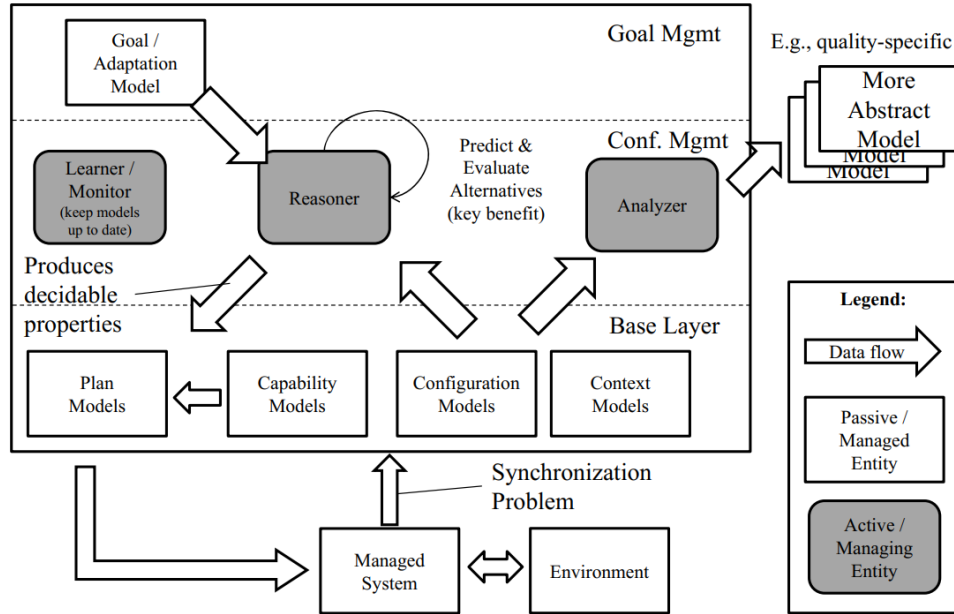 Goal Mgmt
Goal /
Adaptation
Model
E.g., quality-specific
More
Abstract
Model
Model
Model
Conf. Mgmt
Learner /
Monitor
(keep models
up to date)
Reasoner
Predict &
Evaluate
Alternatives
(key benefit)
Analyzer
Produces
decidable
properties
Base Layer
Plan
Models
Capability
Models
Configuration
Models
Context
Models
Synchronization
Problem
Managed
System
Environment
Legend:
Data flow
Passive /
Managed
Entity
Active /
Managing
Entity